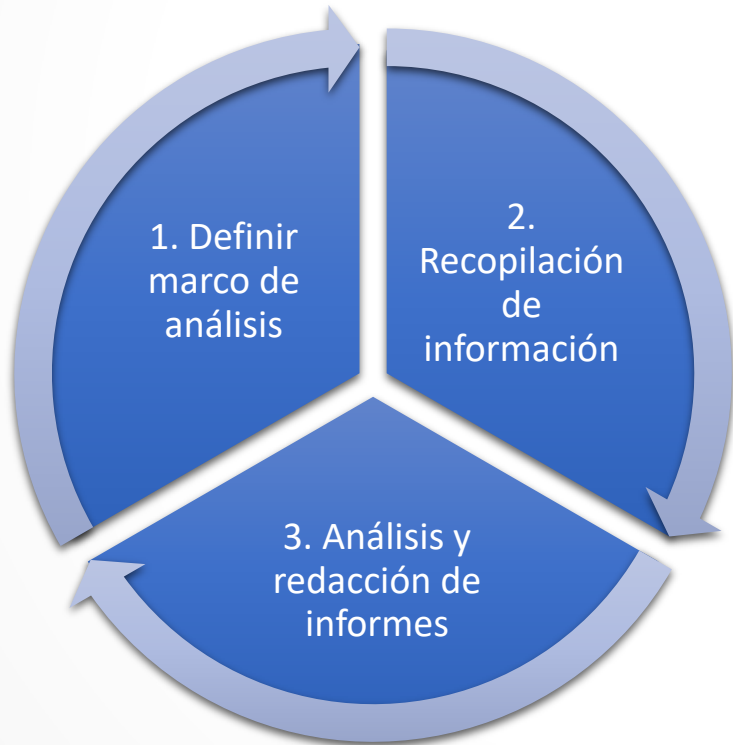 1. Definir
marco de
análisis
2.
Recopilación
de
información
3. Análisis y
redacción de
informes